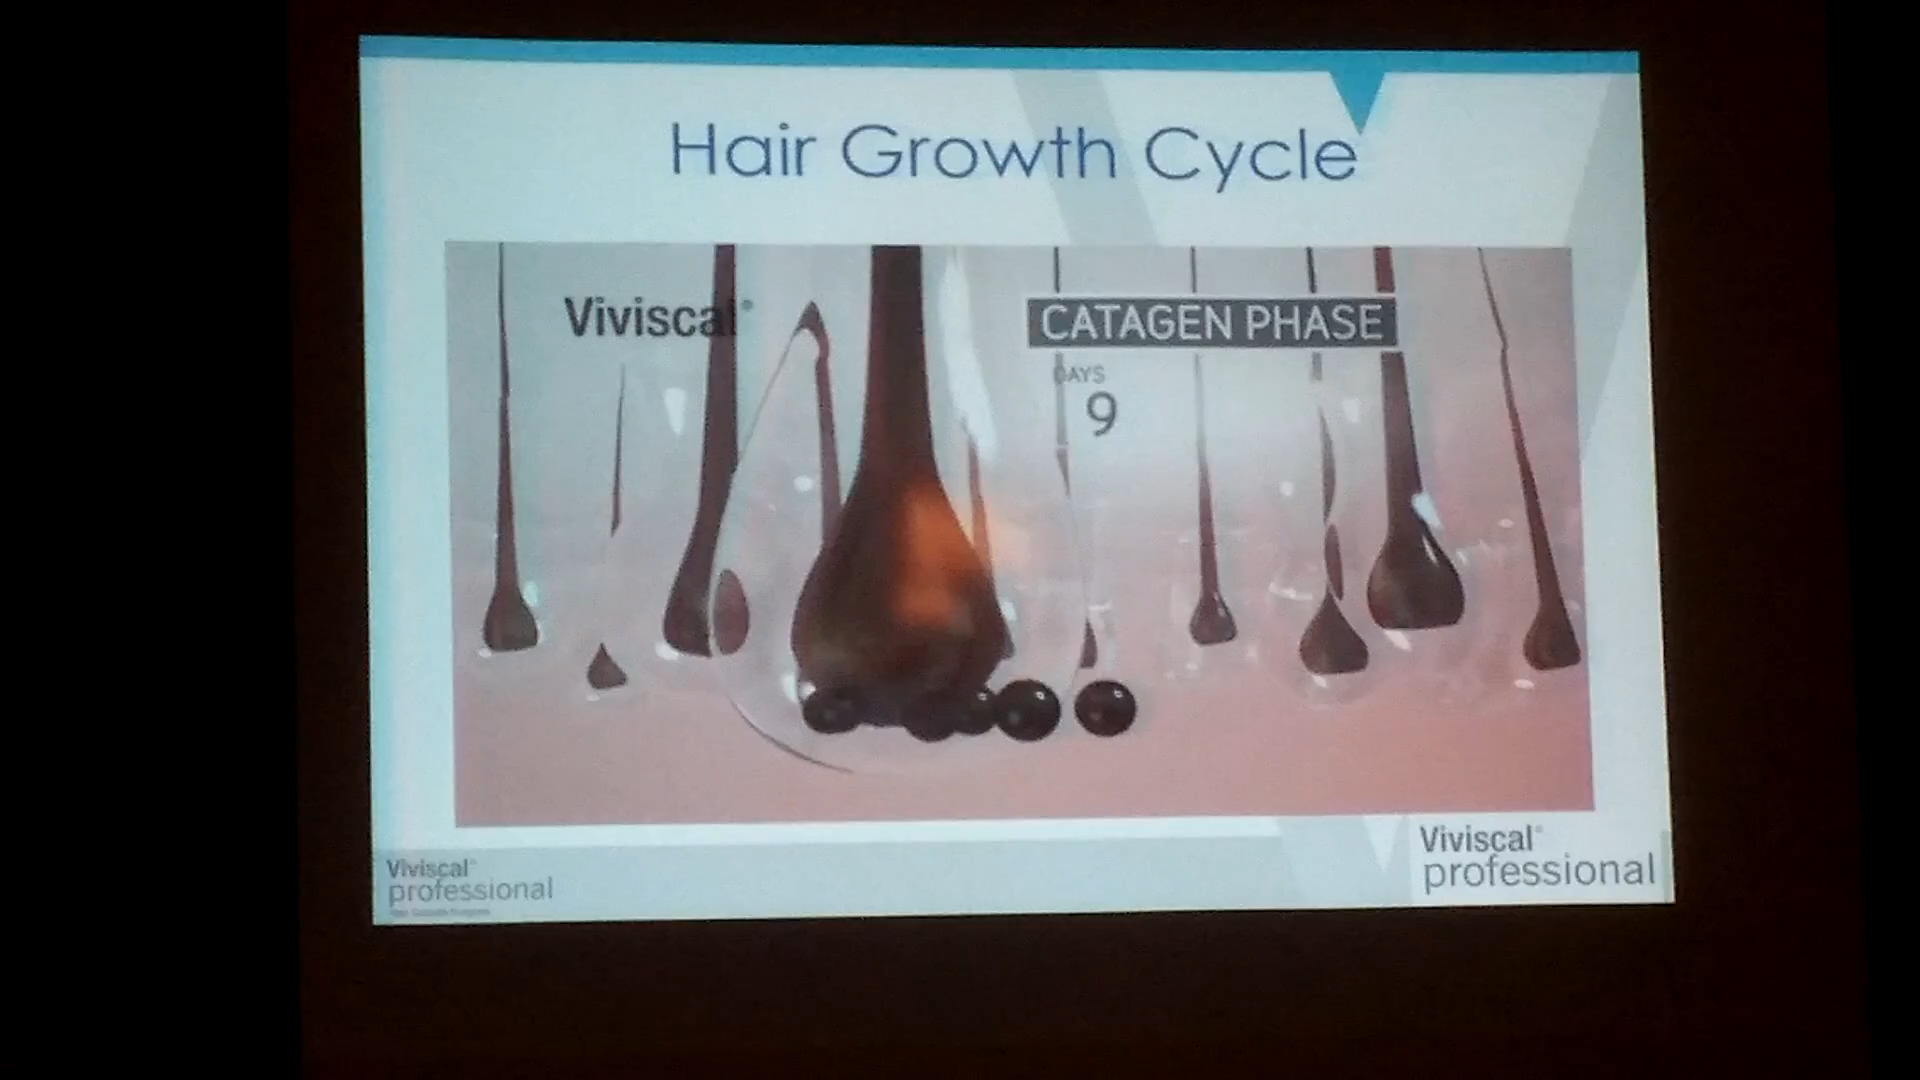 Hair Growth Cycle
Viviscal®
CATAGEN PHASE
DAYS
9
Viviscal®
professional
Viviscal®
professional